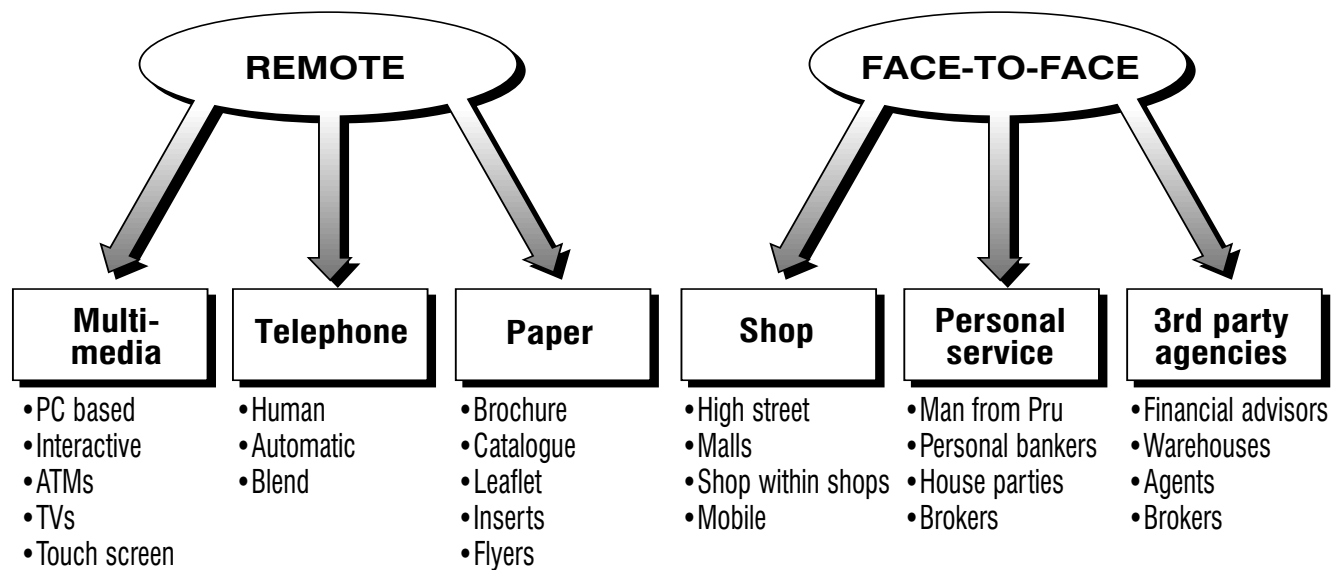 REMOTE
FACE-TO-FACE
Multi-
media
•PC based
•Interactive
•ATMs
•TVs
•Touch screen
Telephone
•Human
•Automatic
•Blend
Paper
•Brochure
•Catalogue
•Leaflet
•Inserts
•Flyers
Shop
•High street
•Malls
•Shop within shops
•Mobile
Personal
service
•Man from Pru
•Personal bankers
•House parties
•Brokers
3rd party
agencies
•Financial advisors
•Warehouses
•Agents
•Brokers